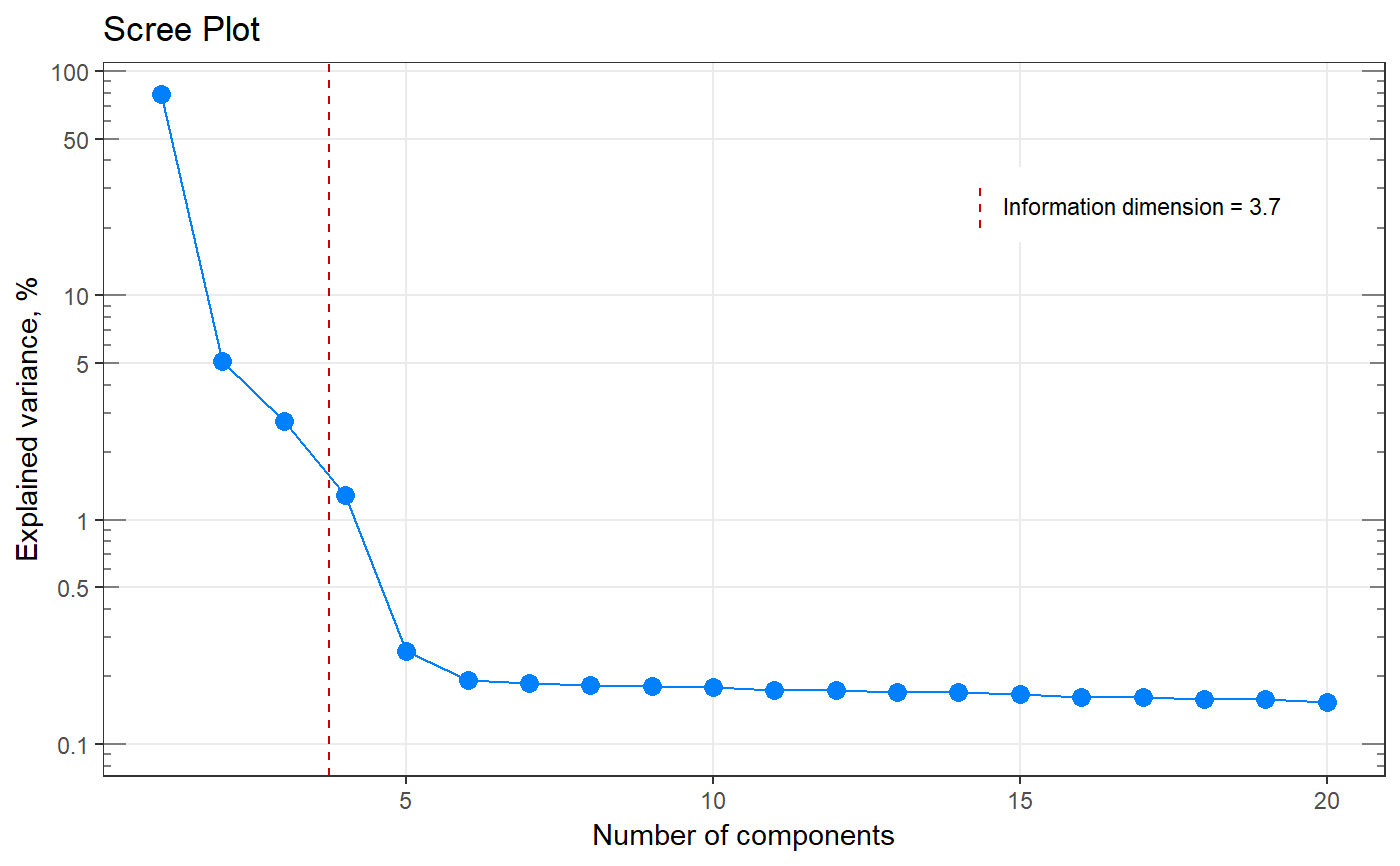 Scree Plot
Explained variance, %
100
50
10
5
1
0.5
0.1
Information dimension = 3.7
5
10
15
20
Number of components